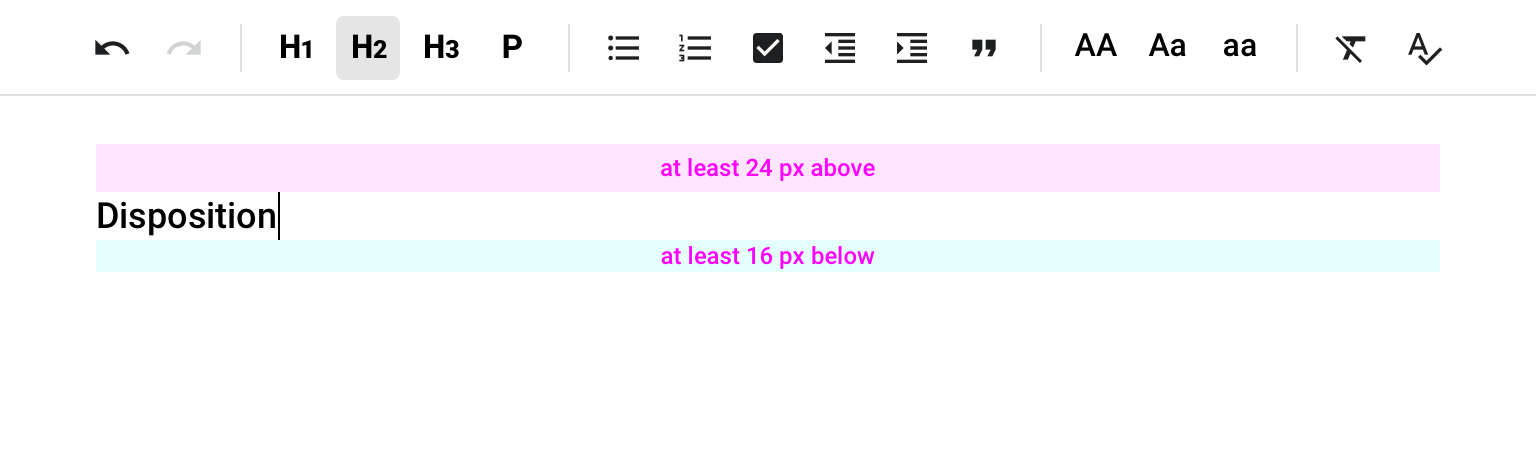 H1 H2 H3 P AA Aa aa
at least 24 px above
Disposition
at least 16 px below